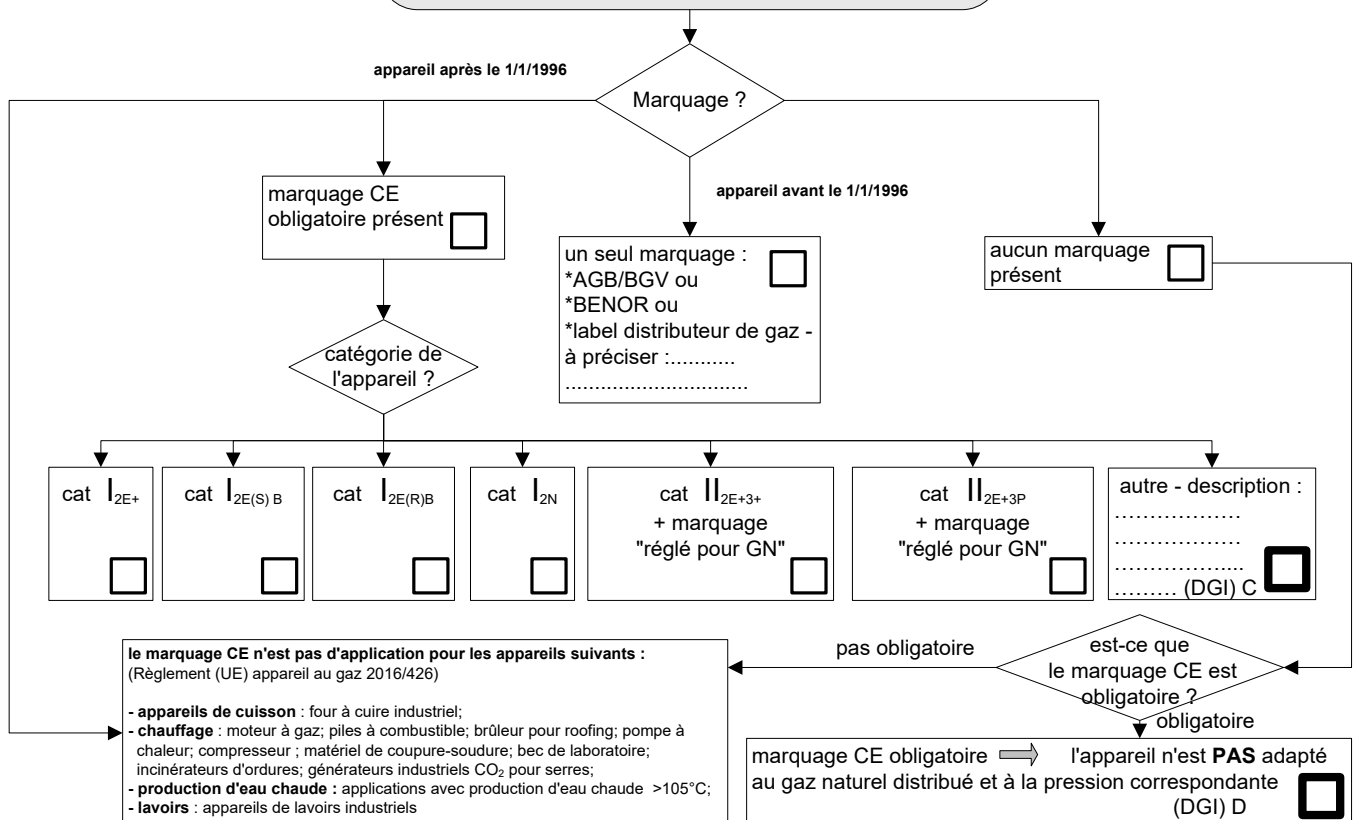 appareil après le 1/1/1996
Marquage ?
marquage CE
obligatoire présent
appareil avant le 1/1/1996
un seul marquage :
*AGB/BGV ou
*BENOR ou
*label distributeur de gaz -
à préciser :...........
...............................
aucun marquage
présent
catégorie de
l'appareil ?
cat I2E+
cat I2E(S) B
cat I2E(R)B
cat I2N
cat II2E+3+
+ marquage
"réglé pour GN"
cat II2E+3P
+ marquage
"réglé pour GN"
autre - description :
………………
………………
………………....
……… (DGI) C
est-ce que
le marquage CE est
obligatoire ?
pas obligatoire
obligatoire
le marquage CE n'est pas d'application pour les appareils suivants :
(Règlement (UE) appareil au gaz 2016/426)
- appareils de cuisson : four à cuire industriel;
- chauffage : moteur à gaz; piles à combustible; brûleur pour roofing; pompe à
chaleur; compresseur ; matériel de coupure-soudure; bec de laboratoire;
incinérateurs d'ordures; générateurs industriels CO2 pour serres;
- production d'eau chaude : applications avec production d'eau chaude >105°C;
- lavoirs : appareils de lavoirs industriels
marquage CE obligatoire ⇨ l'appareil n'est PAS adapté
au gaz naturel distribué et à la pression correspondante
(DGI) D